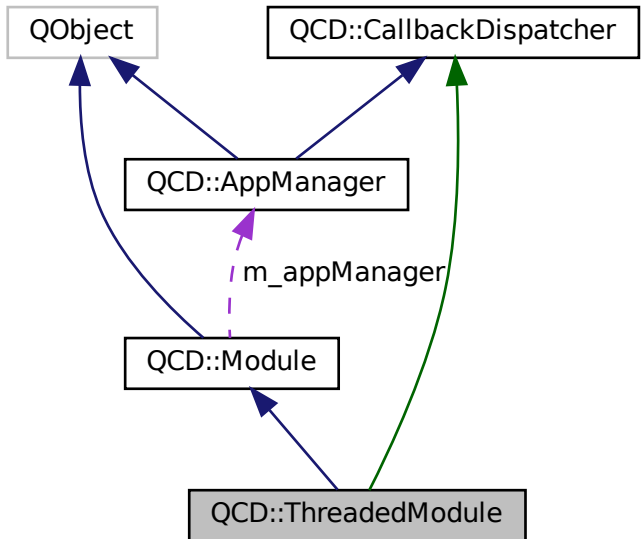 QObject
QCD::CallbackDispatcher
QCD::AppManager
m_appManager
QCD::Module
QCD::ThreadedModule